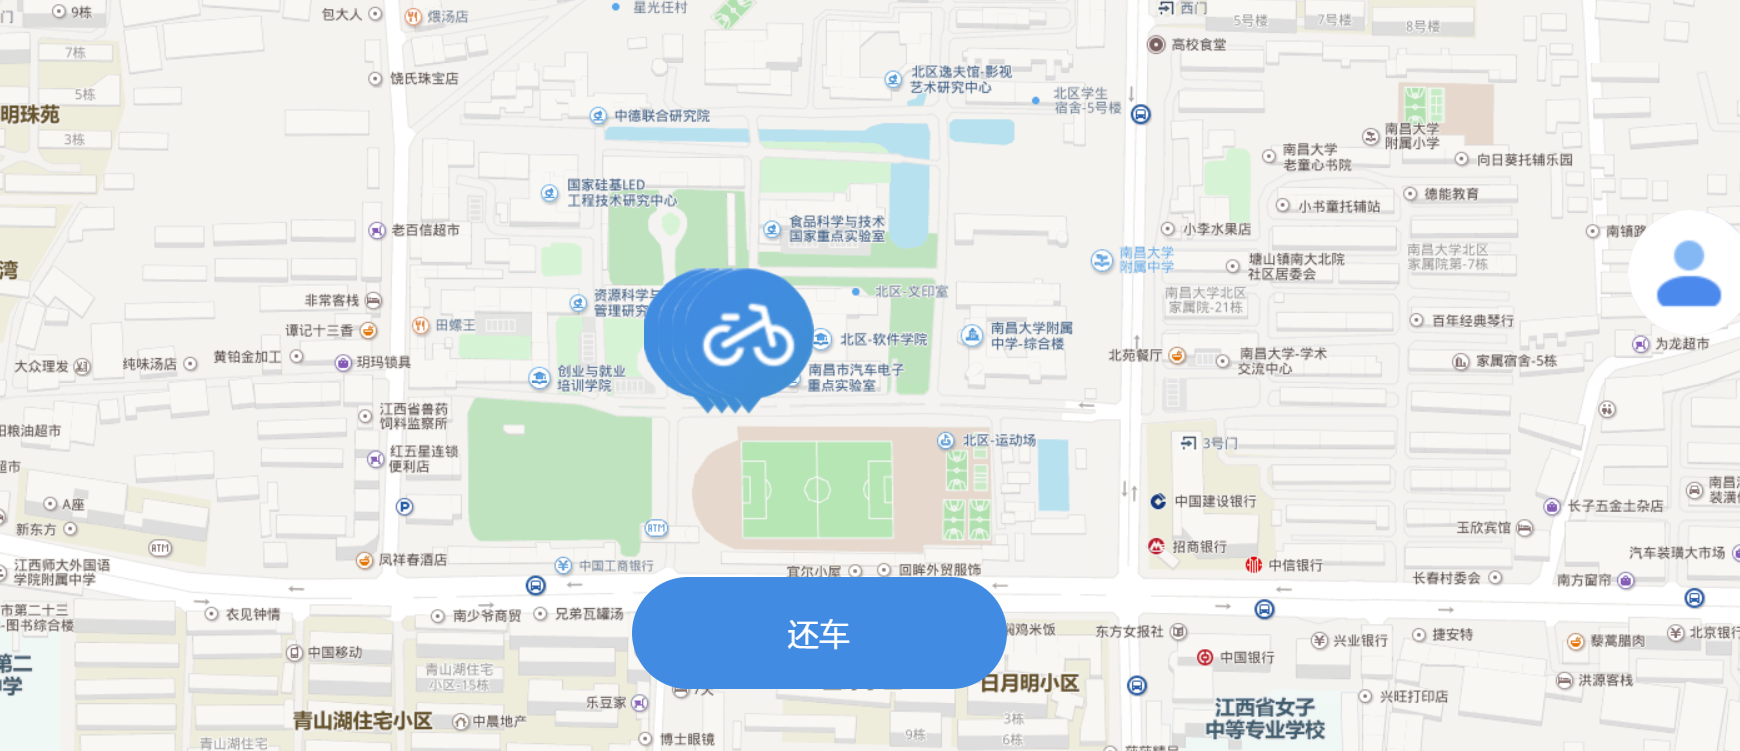 9栋
包大人
煨汤店
星光任村
西门
5号楼
7号楼
8号楼
高校食堂
7栋
饶氏珠宝店
北区逸夫馆-影视
艺术研究中心
5栋
北区学生
宿舍-5号楼
明珠苑
中德联合研究院
3栋
南昌大学
附属小学
南昌大学
老童心书院
向日葵托辅乐园
国家硅基LED
工程技术研究中心
德能教育
小书童托辅站
老百信超市
食品科学与技术
国家重点实验室
小李水果店
南镇路
湾
南昌大学
附属中学
塘山镇南大北院
社区居委会
南昌大学北区
家属院第-7栋
非常客栈
资源科学与
管理研究
北区-文印室
南昌大学北区
家属院-21栋
谭记十三香
田螺王
北区-软件学院
南昌大学附属
中学-综合楼
百年经典琴行
大众理发
纯味汤店
黄铂金加工
玥玛锁具
创业与就业
培训学院
南昌市汽车电子
重点实验室
北苑餐厅
南昌大学-学术
交流中心
家属宿舍-5栋
为龙超市
江西省兽药
饲料监察所
阳粮油超市
北区-运动场
3号门
超市
红五星连锁
便利店
A座
P
中国建设银行
南昌
装潢
长子五金土杂店
新东方
ATM
ATM
玉欣宾馆
招商银行
汽车装璜大市场
江西师大外国语
学院附属中学
凤祥春酒店
中国工商银行
宜尔小屋
回眸外贸服饰
中信银行
长春村委会
南方窗帘
市第二十三
-图书综合楼
衣见钟情
南少爷商贸
兄弟瓦罐汤
还车
焖鸡米饭
东方女报社
兴业银行
捷安特
藜蒿腊肉
北京银行
第二
中学
中国移动
青山湖住宅
小区-15栋
7天
日月明小区
中国银行
洪源客栈
乐豆家
江西省女子
中等专业学校
兴旺打印店
青山湖住宅小区
中晨地产
3栋
青山湖住宅
博士眼镜
9栋
6栋